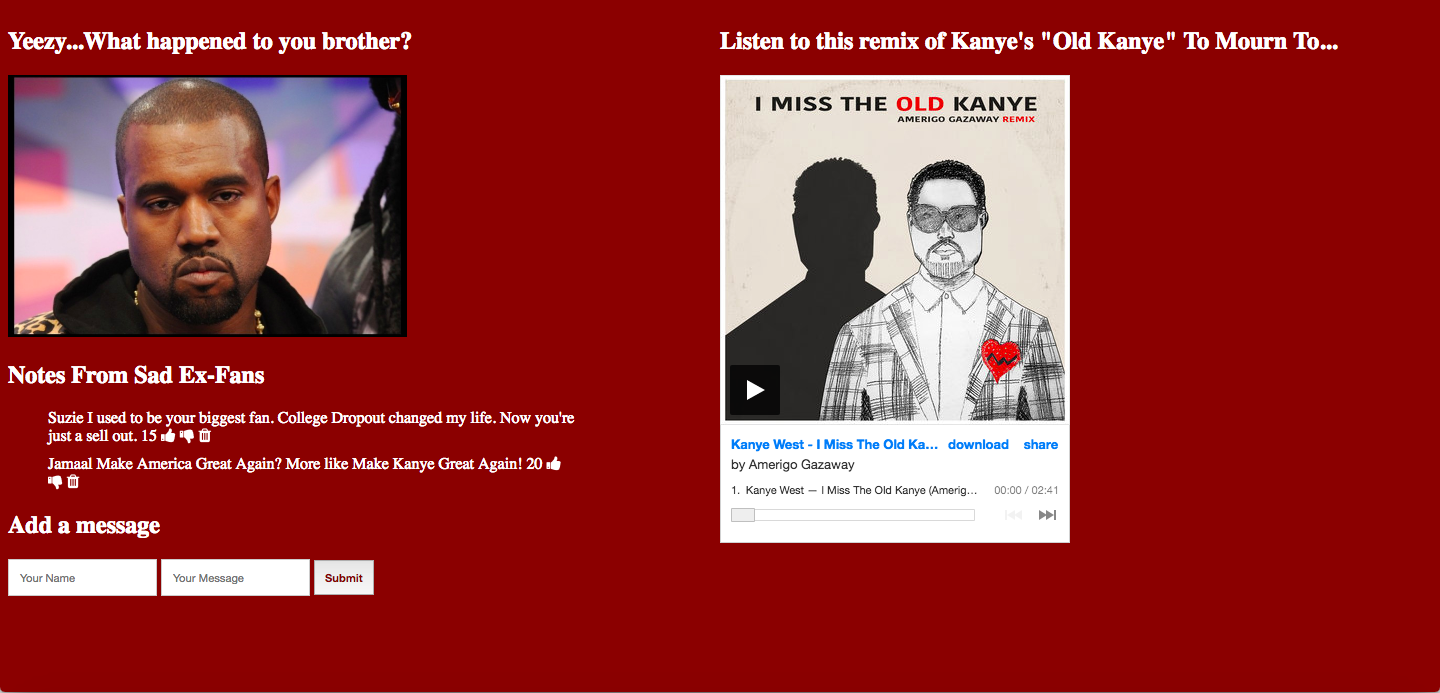 Yeezy...What happened to you brother?
Notes From Sad Ex-Fans
Suzie I used to be your biggest fan. College Dropout changed my life. Now you're
just a sell out. 15
Jamaal Make America Great Again? More like Make Kanye Great Again! 20
Add a message
Your Name
Your Message
Submit
Listen to this remix of Kanye's "Old Kanye" To Mourn To...
I MISS THE OLD KANYE
AMERIGO GAZAWAY REMIX
Kanye West - I Miss The Old Ka... download share
by Amerigo Gazaway
1. Kanye West — I Miss The Old Kanye (Amerig... 00:00 / 02:41